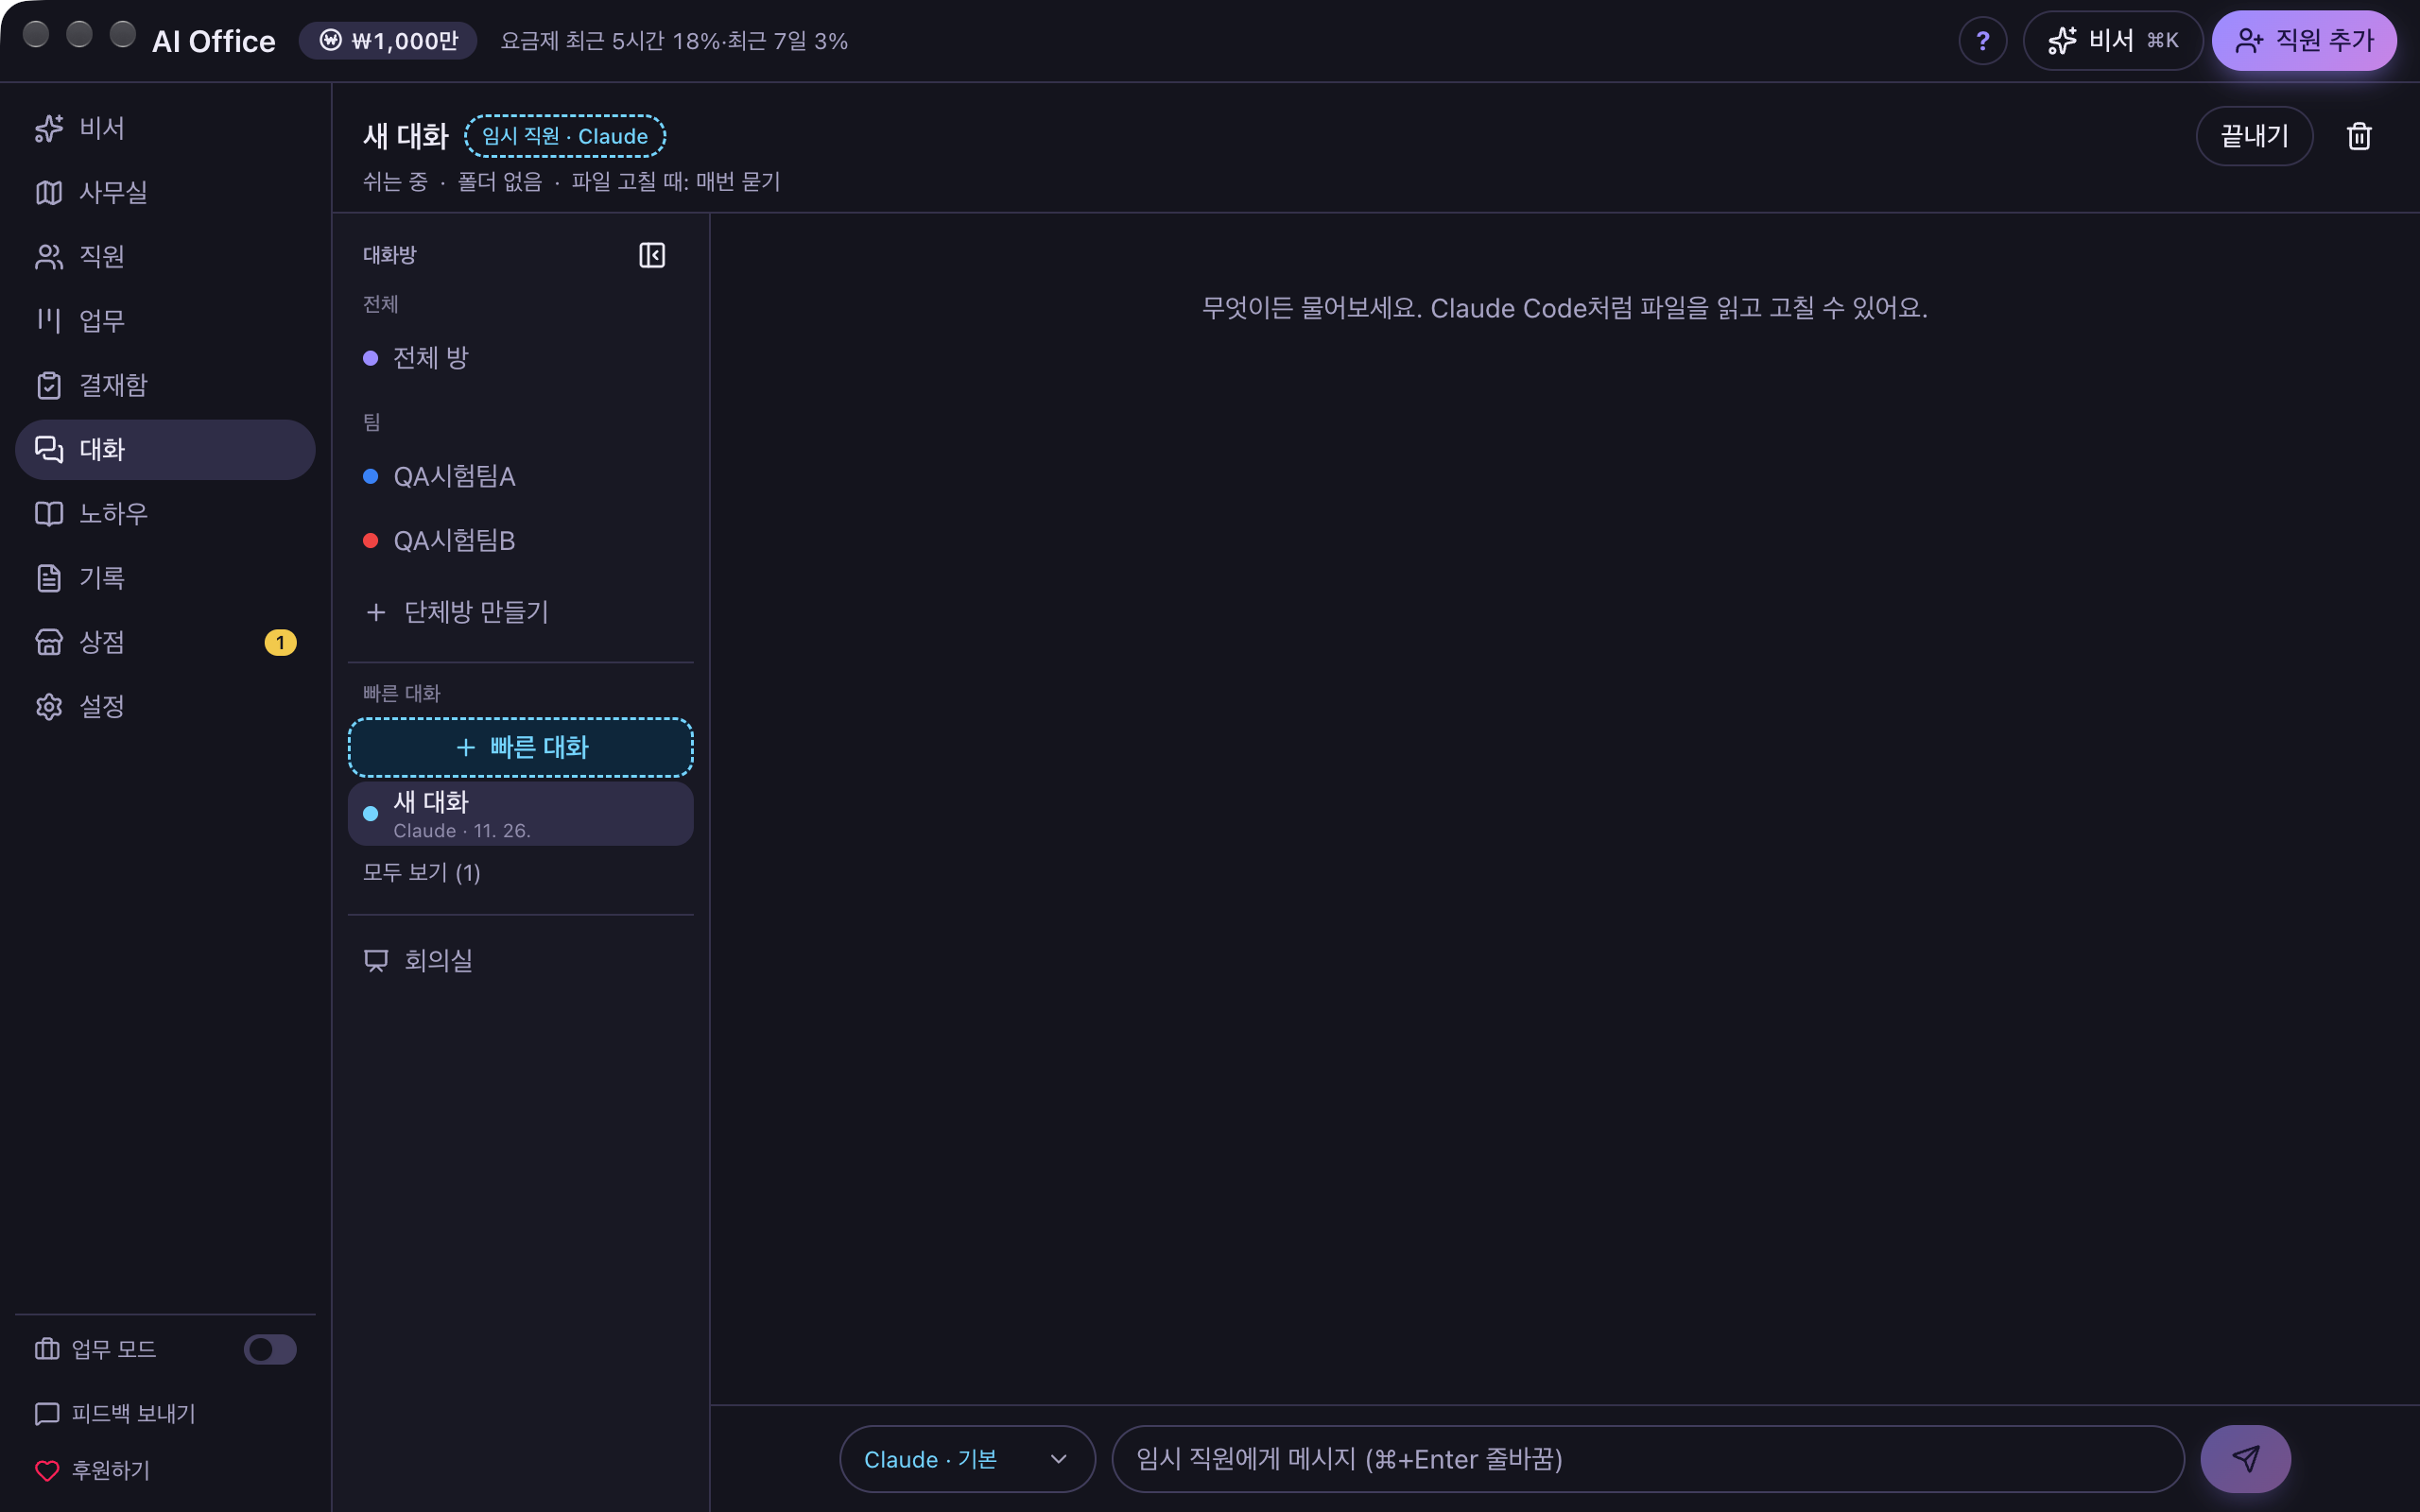 AI Office
₩1,000만
요금제 최근 5시간 18%·최근 7일 3%
?
비서 ⌘K
직원 추가
비서
사무실
직원
업무
결재함
대화
노하우
기록
상점 1
설정
업무 모드
피드백 보내기
후원하기
새 대화 임시 직원 · Claude
쉬는 중 · 폴더 없음 · 파일 고칠 때: 매번 묻기
끝내기
대화방
전체
전체 방
팀
QA시험팀A
QA시험팀B
+ 단체방 만들기
빠른 대화
+ 빠른 대화
새 대화
Claude · 11. 26.
모두 보기 (1)
회의실
무엇이든 물어보세요. Claude Code처럼 파일을 읽고 고칠 수 있어요.
Claude · 기본
임시 직원에게 메시지 (⌘+Enter 줄바꿈)